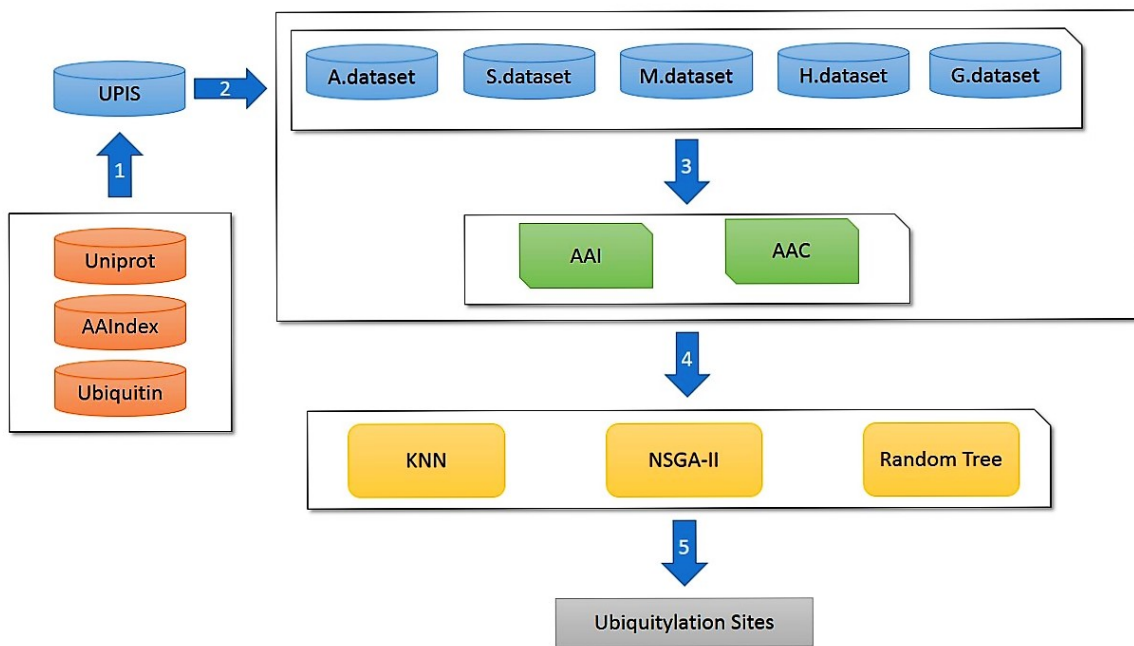 A.dataset
S.dataset
M.dataset
H.dataset
G.dataset
UPIS
2
1
3
Uniprot
AAIndex
Ubiquitin
AAI
AAC
4
KNN
NSGA-II
Random Tree
5
Ubiquitylation Sites